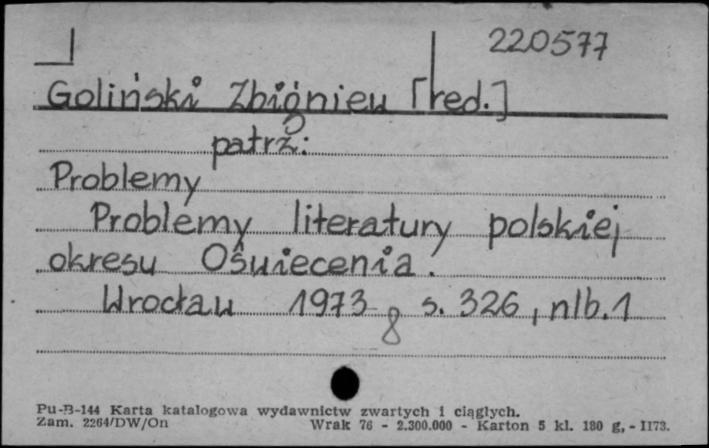 220577
Goliński Zbigniew [red.]
patrz:
Problemy
Problemy literatury polskiej
okresu Oświecenia.
Wrocław 1973 8 s. 326, nlb. 1
Pu-B-144 Karta katalogowa wydawnictw zwartych i ciągłych.
Zam. 2264/DW/On Wrak 76 - 2.300.000 - Karton 5 kl. 180 g, - 1173.